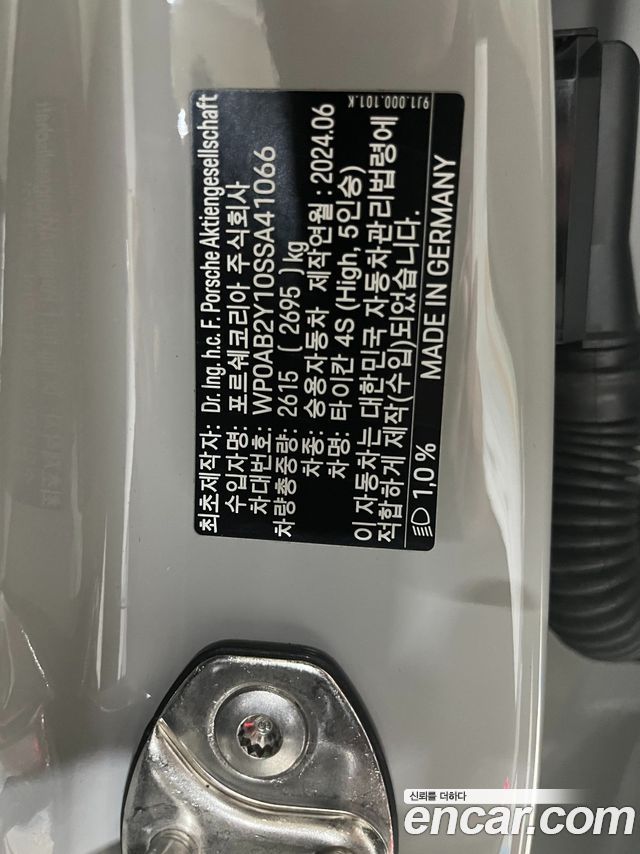 9J1.000.101.K
최초제작자: Dr. Ing. h.c. F. Porsche Aktiengesellschaft
수입자명: 포르쉐코리아 주식회사
차대번호: WP0AB2Y10SSA41066
차량총중량: 2615 ( 2695 ) kg
차종: 승용자동차 제작연월 : 2024.06
차명: 타이칸 4S (High, 5인승)
이 자동차는 대한민국 자동차관리법령에
적합하게 제작(수입)되었습니다.
1,0 % MADE IN GERMANY
신뢰를 더하다
encar.com